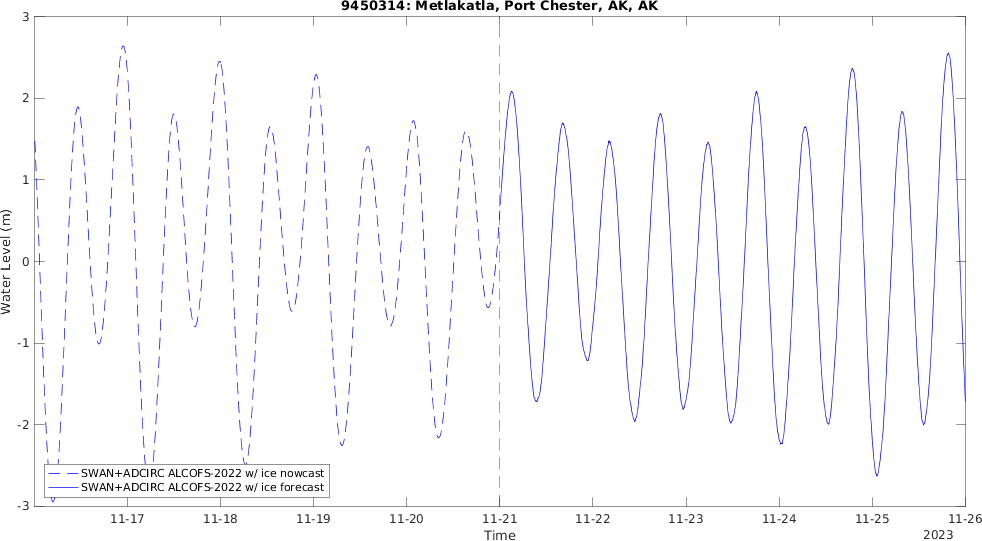 9450314: Metlakatla, Port Chester, AK, AK
3
2
1
0
-1
-2
-3
Water Level (m)
SWAN+ADCIRC ALCOFS-2022 w/ ice nowcast
SWAN+ADCIRC ALCOFS-2022 w/ ice forecast
11-17 11-18 11-19 11-20 11-21 11-22 11-23 11-24 11-25 11-26
Time
2023